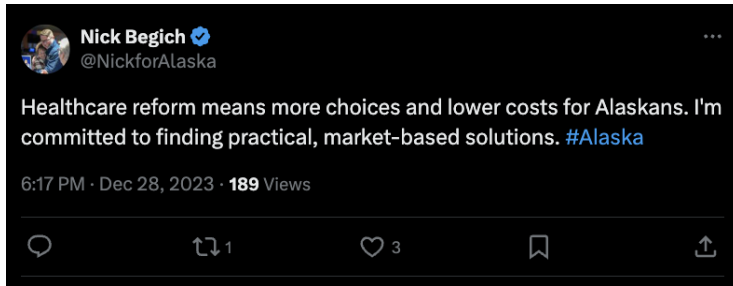 Nick Begich
@NickforAlaska
Healthcare reform means more choices and lower costs for Alaskans. I'm
committed to finding practical, market-based solutions. #Alaska
6:17 PM · Dec 28, 2023 · 189 Views
1
3